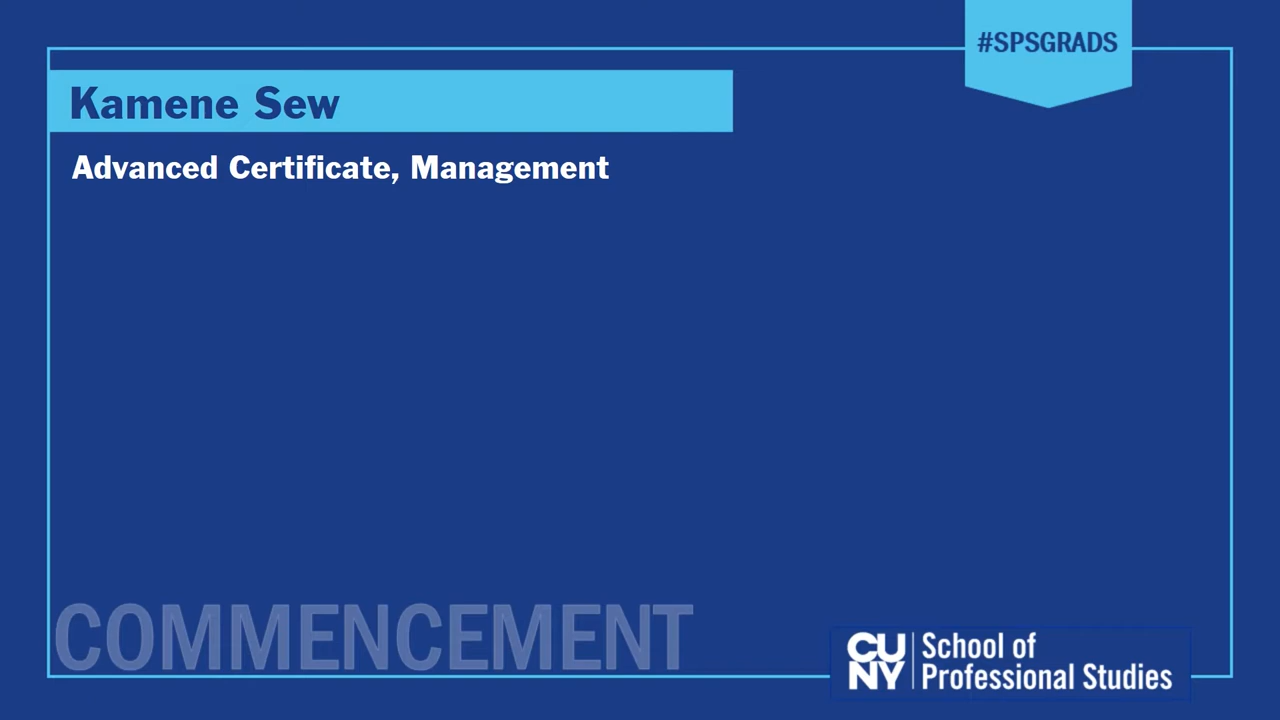 #SPSGRADS
Kamene Sew
Advanced Certificate, Management
COMMENCEMENT
CU
NY
School of
Professional Studies